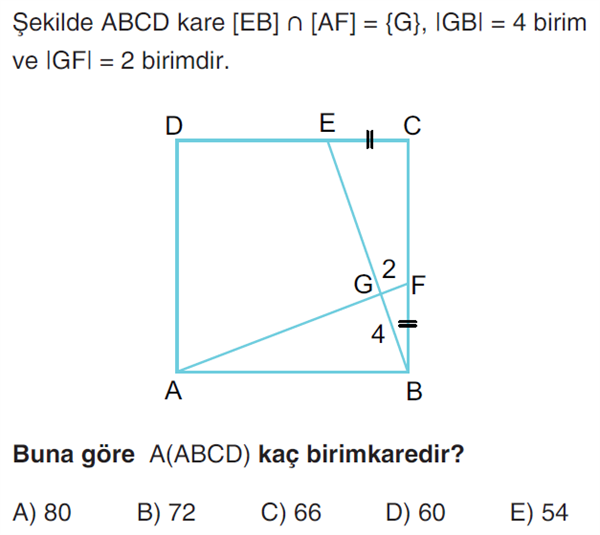 Şekilde ABCD kare [EB] ∩ [AF] = {G}, |GB| = 4 birim
ve |GF| = 2 birimdir.
D E C
2
G F
4
A B
Buna göre A(ABCD) kaç birimkaredir?
A) 80 B) 72 C) 66 D) 60 E) 54